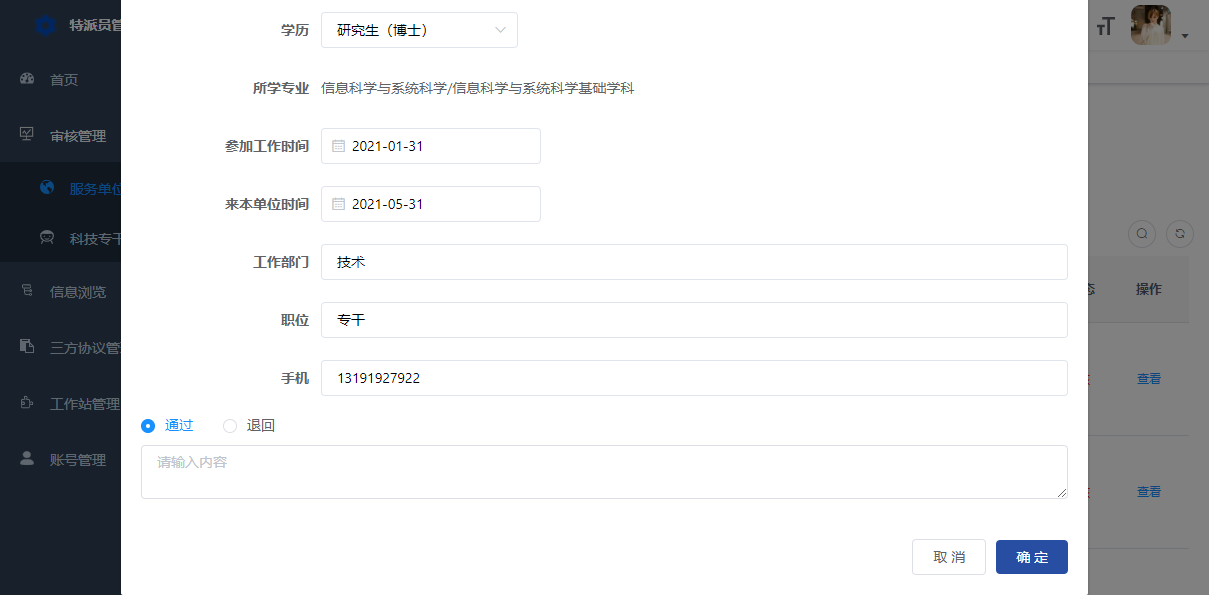 特派员管
首页
审核管理
服务单位
科技专干
信息浏览
三方协议管
工作站管理
账号管理
学历
研究生（博士）
所学专业
信息科学与系统科学/信息科学与系统科学基础学科
参加工作时间
2021-01-31
来本单位时间
2021-05-31
工作部门
技术
职位
专干
手机
13191927922
通过
退回
请输入内容
取 消
确 定
操作
查看
查看